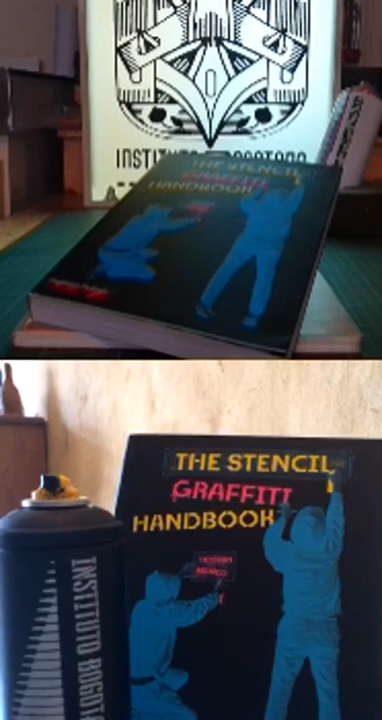 INSTITUTO BOGOTANO
THE STENCIL
GRAFFITI
HANDBOOK
THE STENCIL
GRAFFITI
HANDBOOK
INSTITUTO BOGOTA